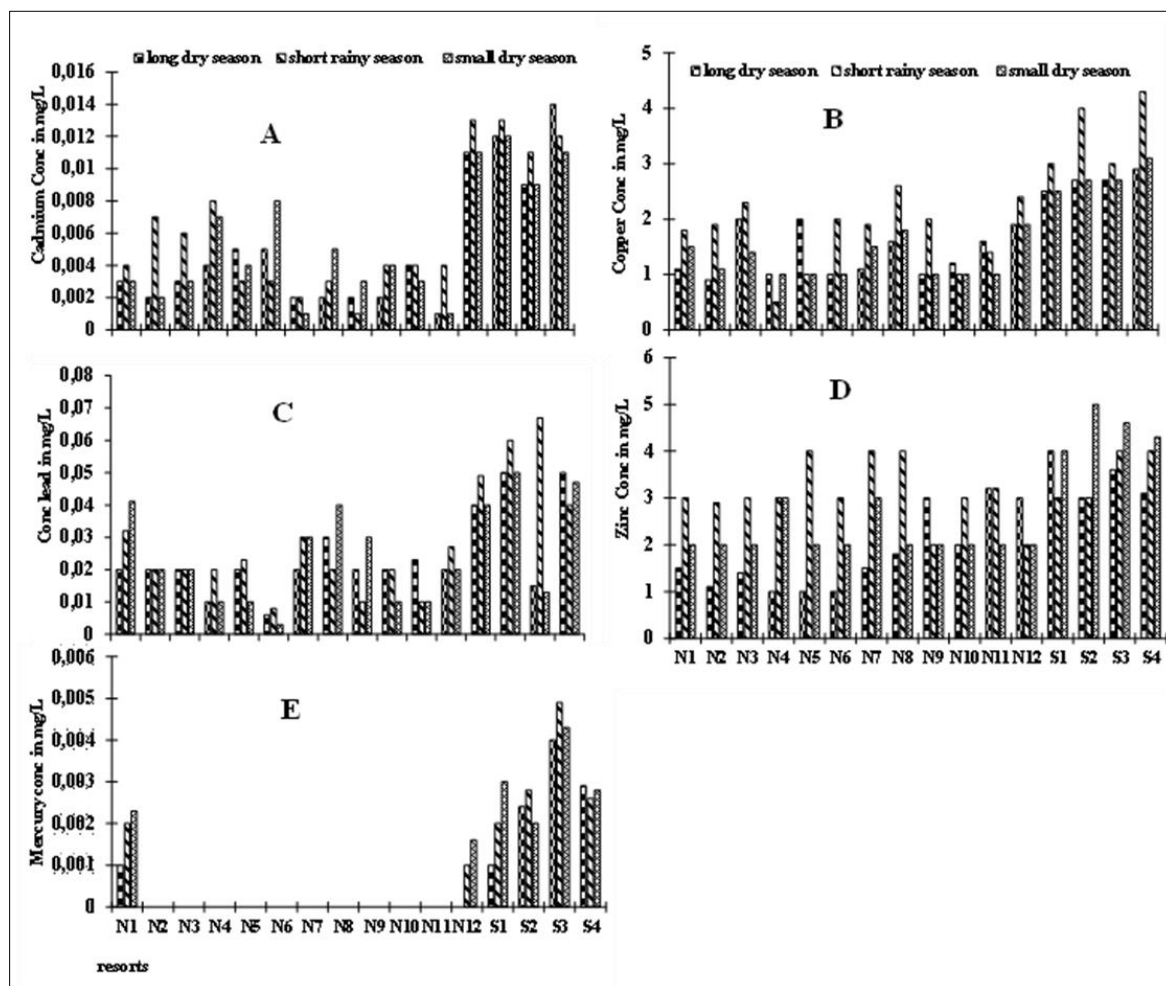 long dry season short rainy season small dry season
0,016
0,014
0,012
0,01
0,008
0,006
0,004
0,002
0
Cadmium Conc in mg/L
A
5
4
3
2
1
0
long dry season short rainy season small dry season
Copper Conc in mg/L
B
0,08
0,07
0,06
0,05
0,04
0,03
0,02
0,01
0
Conc lead in mg/L
C
6
5
4
3
2
1
0
Zinc Conc in mg/L
D
N1 N2 N3 N4 N5 N6 N7 N8 N9 N10 N11 N12 S1 S2 S3 S4
0,006
0,005
0,004
0,003
0,002
0,001
0
Mercury conc in mg/L
E
N1 N2 N3 N4 N5 N6 N7 N8 N9 N10 N11 N12 S1 S2 S3 S4
resorts